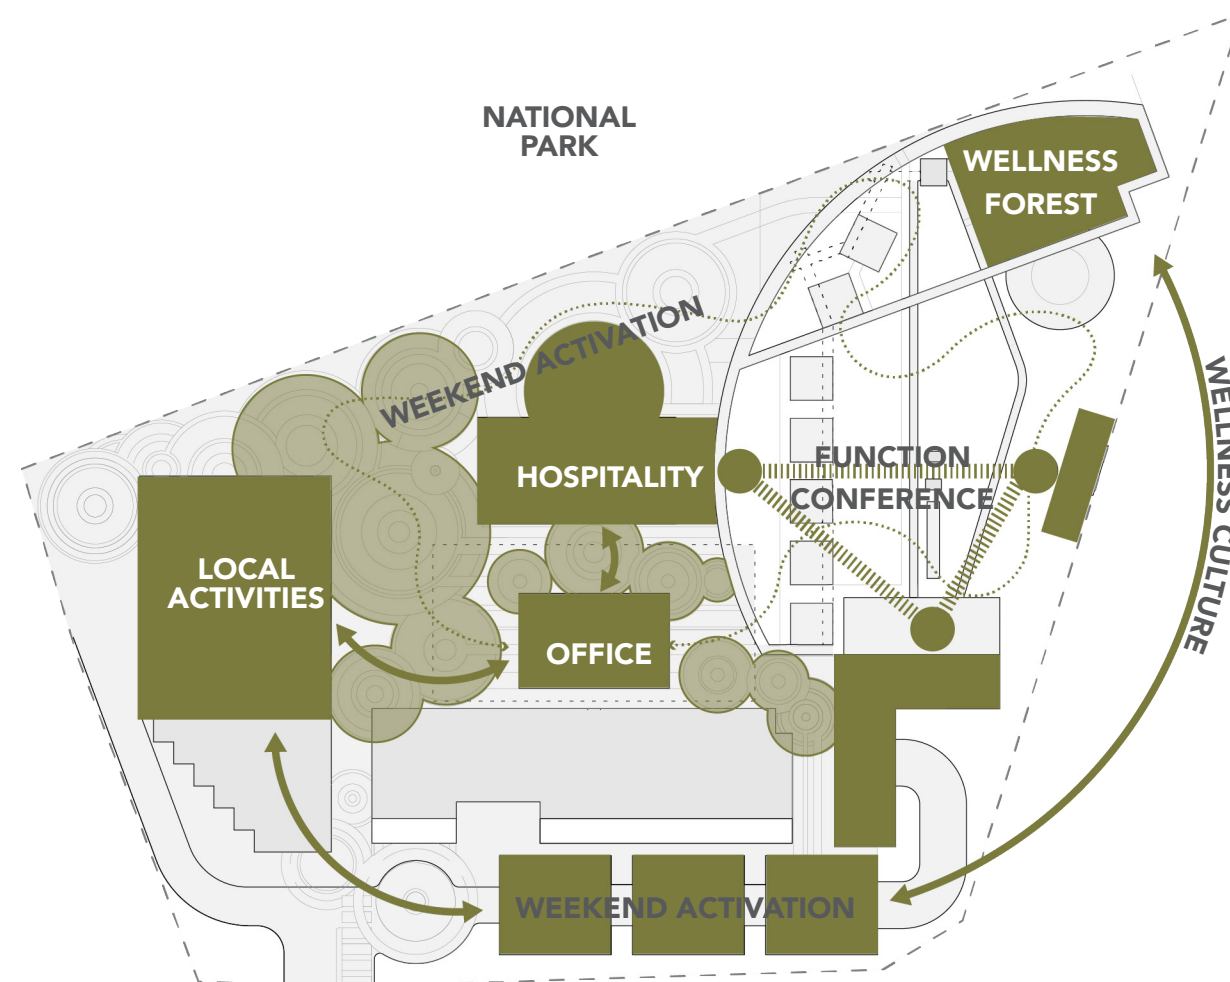 NATIONAL
PARK
WELLNESS
FOREST
WEEKEND ACTIVATION
HOSPITALITY
FUNCTION
CONFERENCE
WELLNESS CULTURE
LOCAL
ACTIVITIES
OFFICE
WEEKEND ACTIVATION